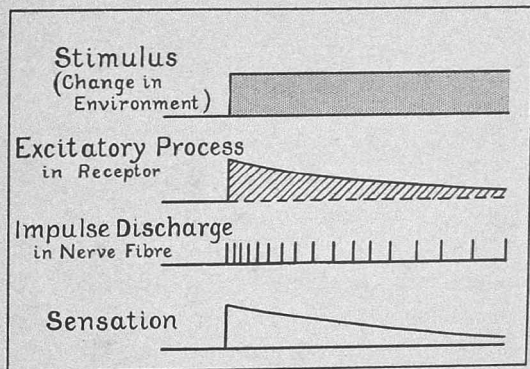 Stimulus
(Change in
Environment)
Excitatory Process
in Receptor
Impulse Discharge
in Nerve Fibre
Sensation